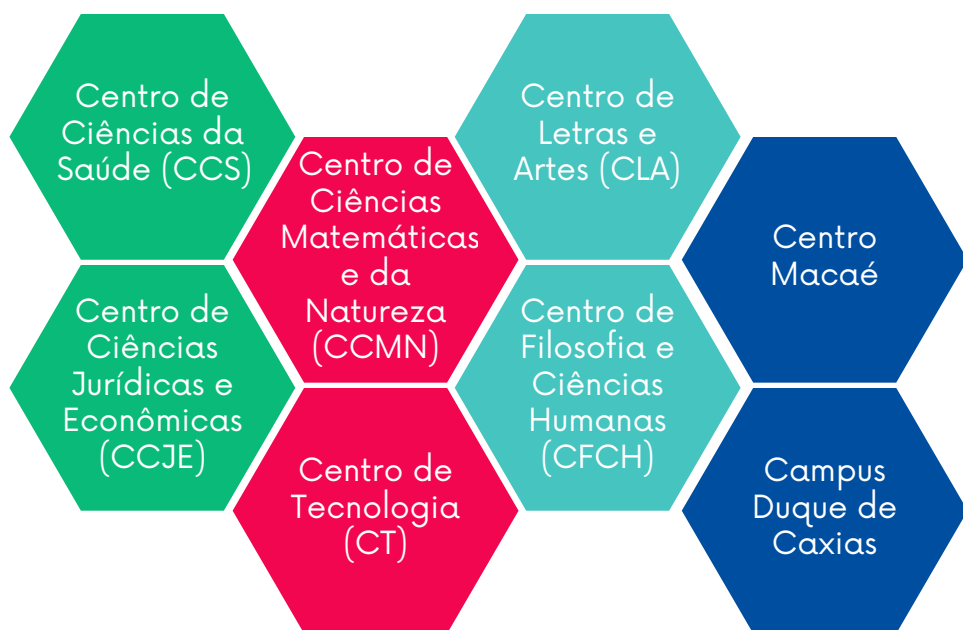 Centro de
Ciências da
Saúde (CCS)
Centro de
Ciências
Jurídicas e
Econômicas
(CCJE)
Centro de
Ciências
Matemáticas
e da
Natureza
(CCMN)
Centro de
Tecnologia
(CT)
Centro de
Letras e
Artes (CLA)
Centro de
Filosofia e
Ciências
Humanas
(CFCH)
Centro
Macaé
Campus
Duque de
Caxias